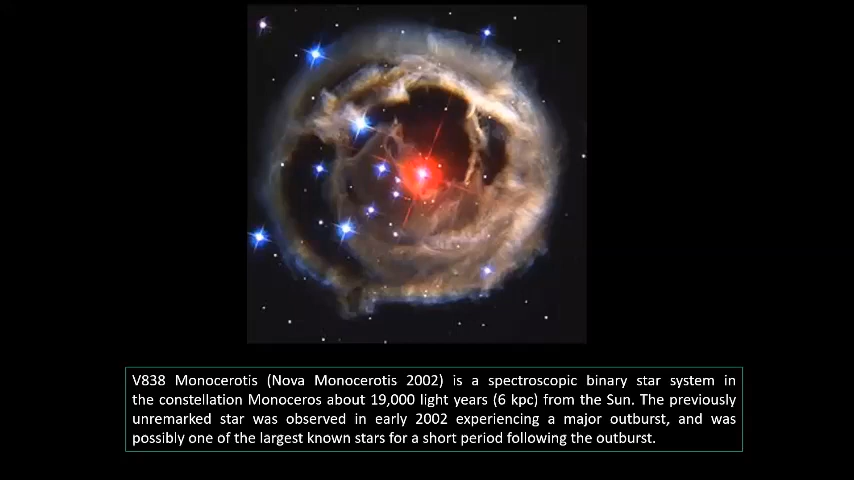 V838 Monocerotis (Nova Monocerotis 2002) is a spectroscopic binary star system in
the constellation Monoceros about 19,000 light years (6 kpc) from the Sun. The previously
unremarked star was observed in early 2002 experiencing a major outburst, and was
possibly one of the largest known stars for a short period following the outburst.